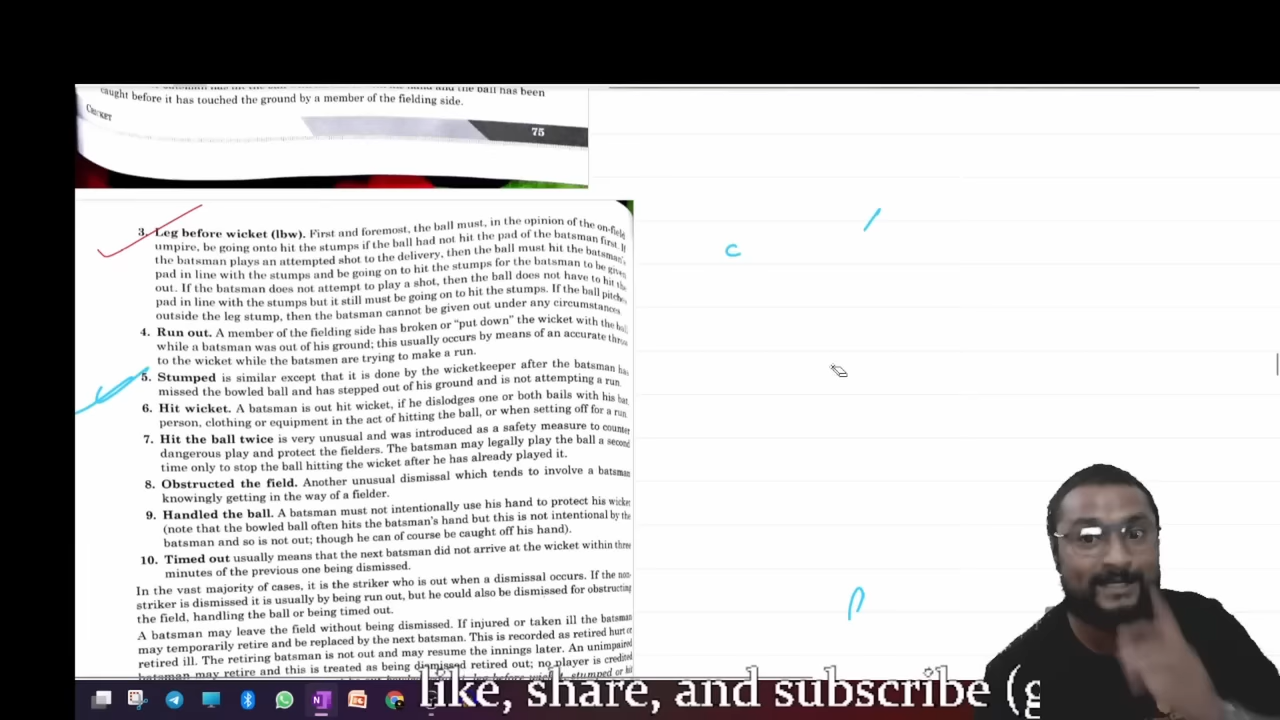 caught before it has touched the ground by a member of the fielding side.
CRICKET
75
3. Leg before wicket (lbw). First and foremost, the ball must, in the opinion of the on-field
umpire, be going onto hit the stumps if the ball had not hit the pad of the batsman first. If
the batsman plays an attempted shot to the delivery, then the ball must hit the batsman's
pad in line with the stumps and be going on to hit the stumps for the batsman to be given
out. If the batsman does not attempt to play a shot, then the ball does not have to hit the
pad in line with the stumps but it still must be going on to hit the stumps. If the ball pitches
outside the leg stump, then the batsman cannot be given out under any circumstances
4. Run out. A member of the fielding side has broken or “put down” the wicket with the ball
while a batsman was out of his ground; this usually occurs by means of an accurate throw
to the wicket while the batsmen are trying to make a run.
5. Stumped is similar except that it is done by the wicketkeeper after the batsman has
missed the bowled ball and has stepped out of his ground and is not attempting a run.
6. Hit wicket. A batsman is out hit wicket, if he dislodges one or both bails with his bat,
person, clothing or equipment in the act of hitting the ball, or when setting off for a run
7. Hit the ball twice is very unusual and was introduced as a safety measure to counter
dangerous play and protect the fielders. The batsman may legally play the ball a second
time only to stop the ball hitting the wicket after he has already played it.
8. Obstructed the field. Another unusual dismissal which tends to involve a batsman
knowingly getting in the way of a fielder.
9. Handled the ball. A batsman must not intentionally use his hand to protect his wicket
(note that the bowled ball often hits the batsman's hand but this is not intentional by the
batsman and so is not out; though he can of course be caught off his hand).
10. Timed out usually means that the next batsman did not arrive at the wicket within three
minutes of the previous one being dismissed.
In the vast majority of cases, it is the striker who is out when a dismissal occurs. If the non-
striker is dismissed it is usually by being run out, but he could also be dismissed for obstructing
the field, handling the ball or being timed out.
A batsman may leave the field without being dismissed. If injured or taken ill the batsman
may temporarily retire and be replaced by the next batsman. This is recorded as retired hurt or
retired ill. The retiring batsman is not out and may resume the innings later. An unimpaired
batsman may retire and this is treated as being dismissed retired out; no player is credited
C
like, share, and subscribe (g